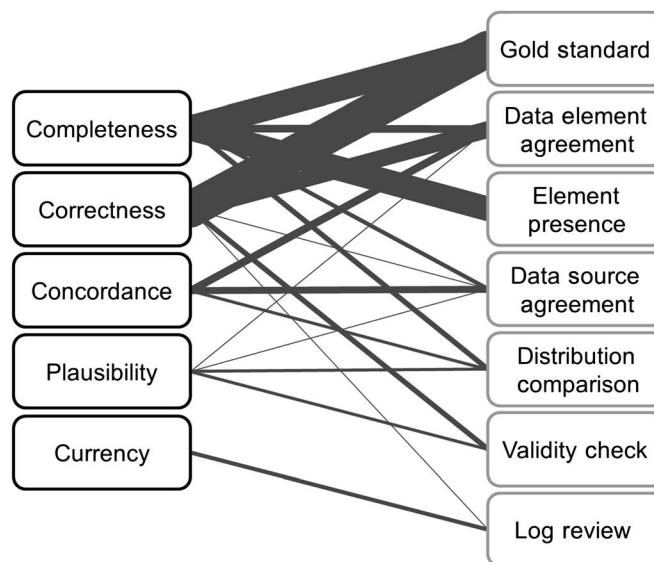 Completeness
Correctness
Concordance
Plausibility
Currency
Gold standard
Data element
agreement
Element
presence
Data source
agreement
Distribution
comparison
Validity check
Log review